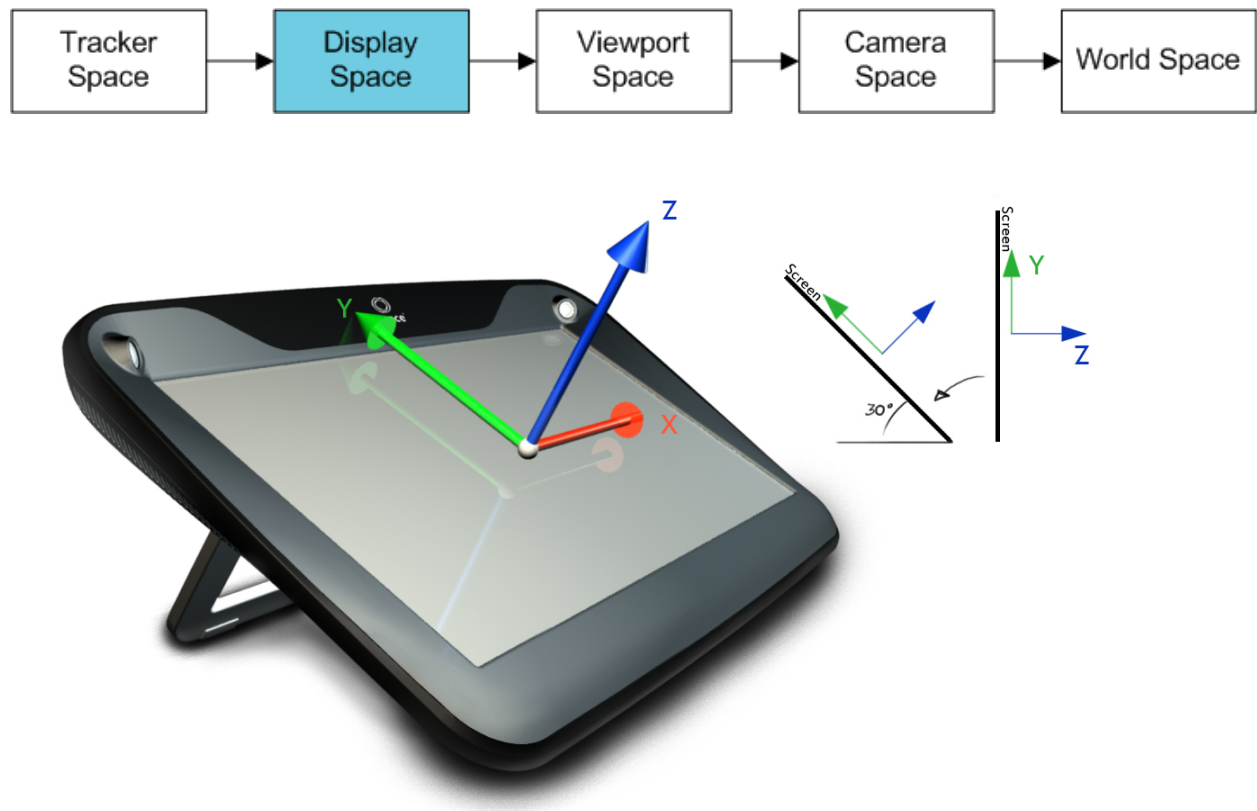 Tracker
Space
Display
Space
Viewport
Space
Camera
Space
World Space
Z
Y
X
Screen
30°
Screen
Y
Z